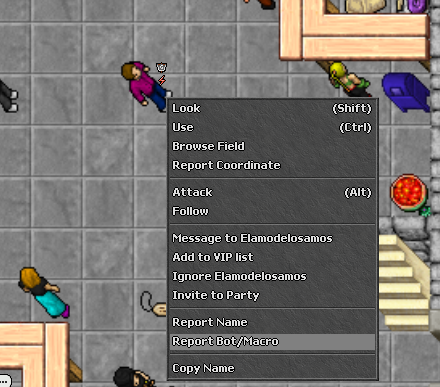 Look (Shift)
Use (Ctrl)
Browse Field
Report Coordinate
Attack (Alt)
Follow
Message to Elamodelosamos
Add to VIP list
Ignore Elamodelosamos
Invite to Party
Report Name
Report Bot/Macro
Copy Name